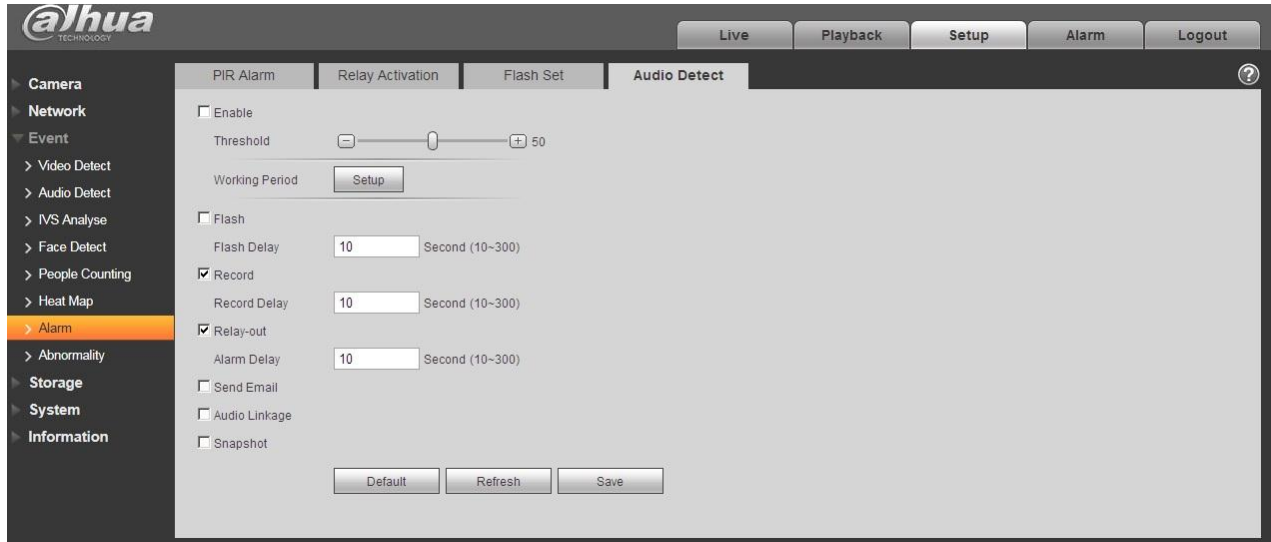 alhua
TECHNOLOGY
Live Playback Setup Alarm Logout
PIR Alarm Relay Activation Flash Set Audio Detect ?
Camera
Network
Event
> Video Detect
> Audio Detect
> IVS Analyse
> Face Detect
> People Counting
> Heat Map
> Alarm
> Abnormality
Storage
System
Information
Enable
Threshold 50
Working Period Setup
Flash
Flash Delay 10 Second (10~300)
Record
Record Delay 10 Second (10~300)
Relay-out
Alarm Delay 10 Second (10~300)
Send Email
Audio Linkage
Snapshot
Default Refresh Save